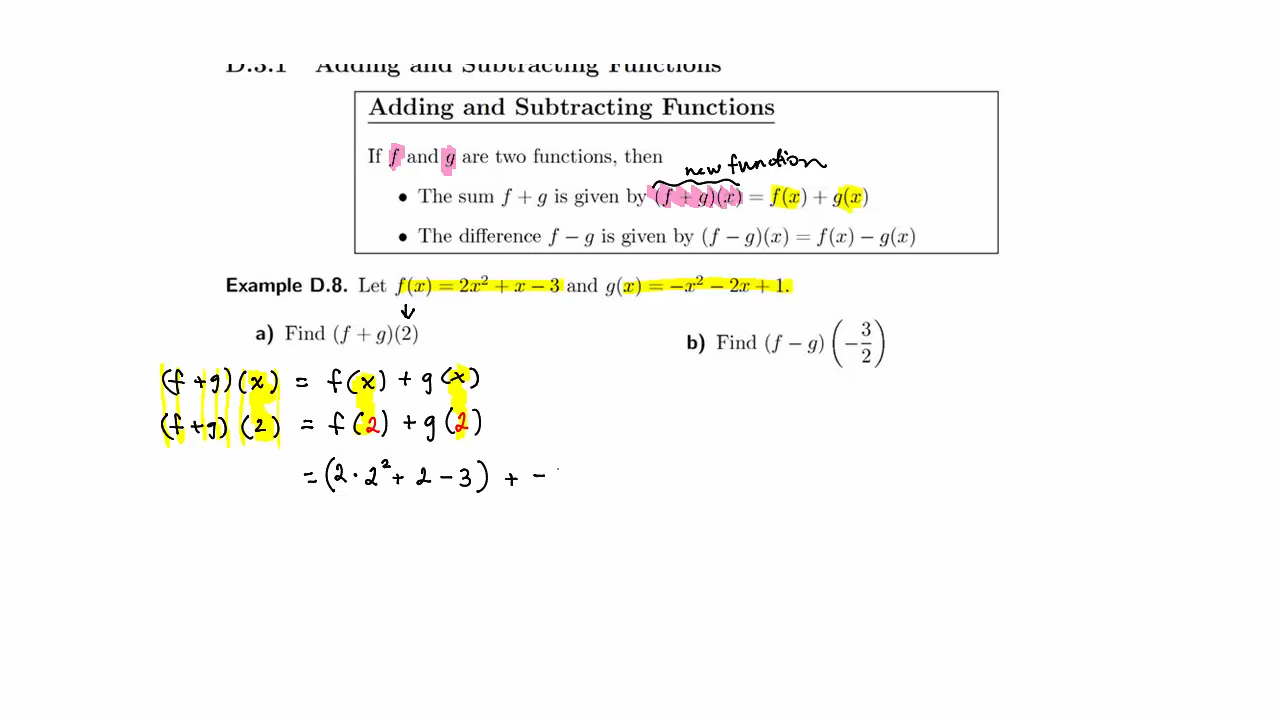 D.3.1 Adding and Subtracting Functions
Adding and Subtracting Functions
If f and g are two functions, then
new function
• The sum f + g is given by (f + g)(x) = f(x) + g(x)
• The difference f − g is given by (f − g)(x) = f(x) − g(x)
Example D.8. Let f(x) = 2x² + x − 3 and g(x) = −x² − 2x + 1.
↓
a) Find (f + g)(2)
b) Find (f − g)(−3/2)
(f+g)(x) = f(x) + g(x)
(f+g)(2) = f(2) + g(2)
= (2·2² + 2 − 3) + −